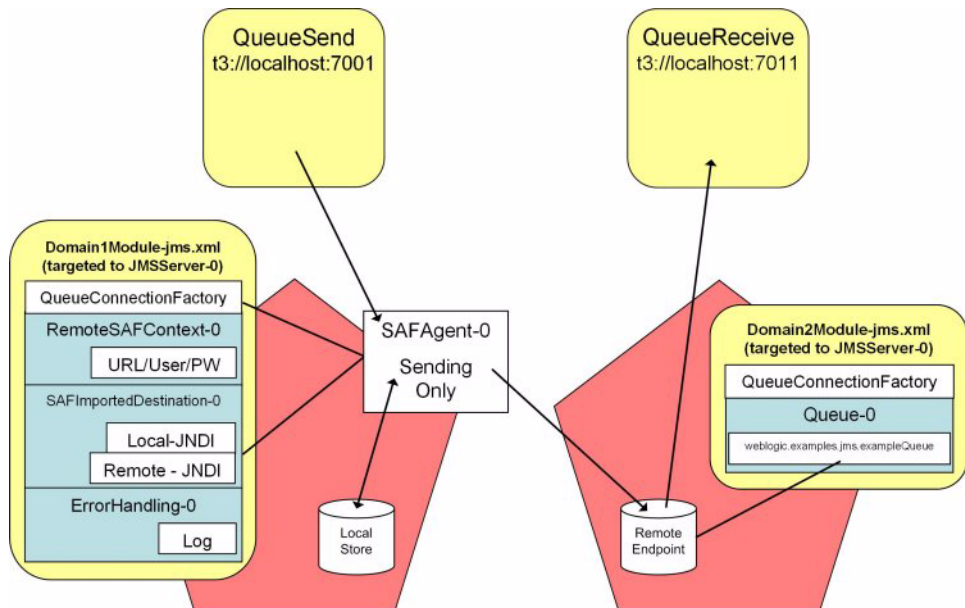 QueueSend
t3://localhost:7001
QueueReceive
t3://localhost:7011
Domain1Module-jms.xml
(targeted to JMSServer-0)
QueueConnectionFactory
RemoteSAFContext-0
URL/User/PW
SAFImportedDestination-0
Local-JNDI
Remote - JNDI
ErrorHandling-0
Log
SAFAgent-0
Sending
Only
Local
Store
Remote
Endpoint
Domain2Module-jms.xml
(targeted to JMSServer-0)
QueueConnectionFactory
Queue-0
weblogic.examples.jms.exampleQueue